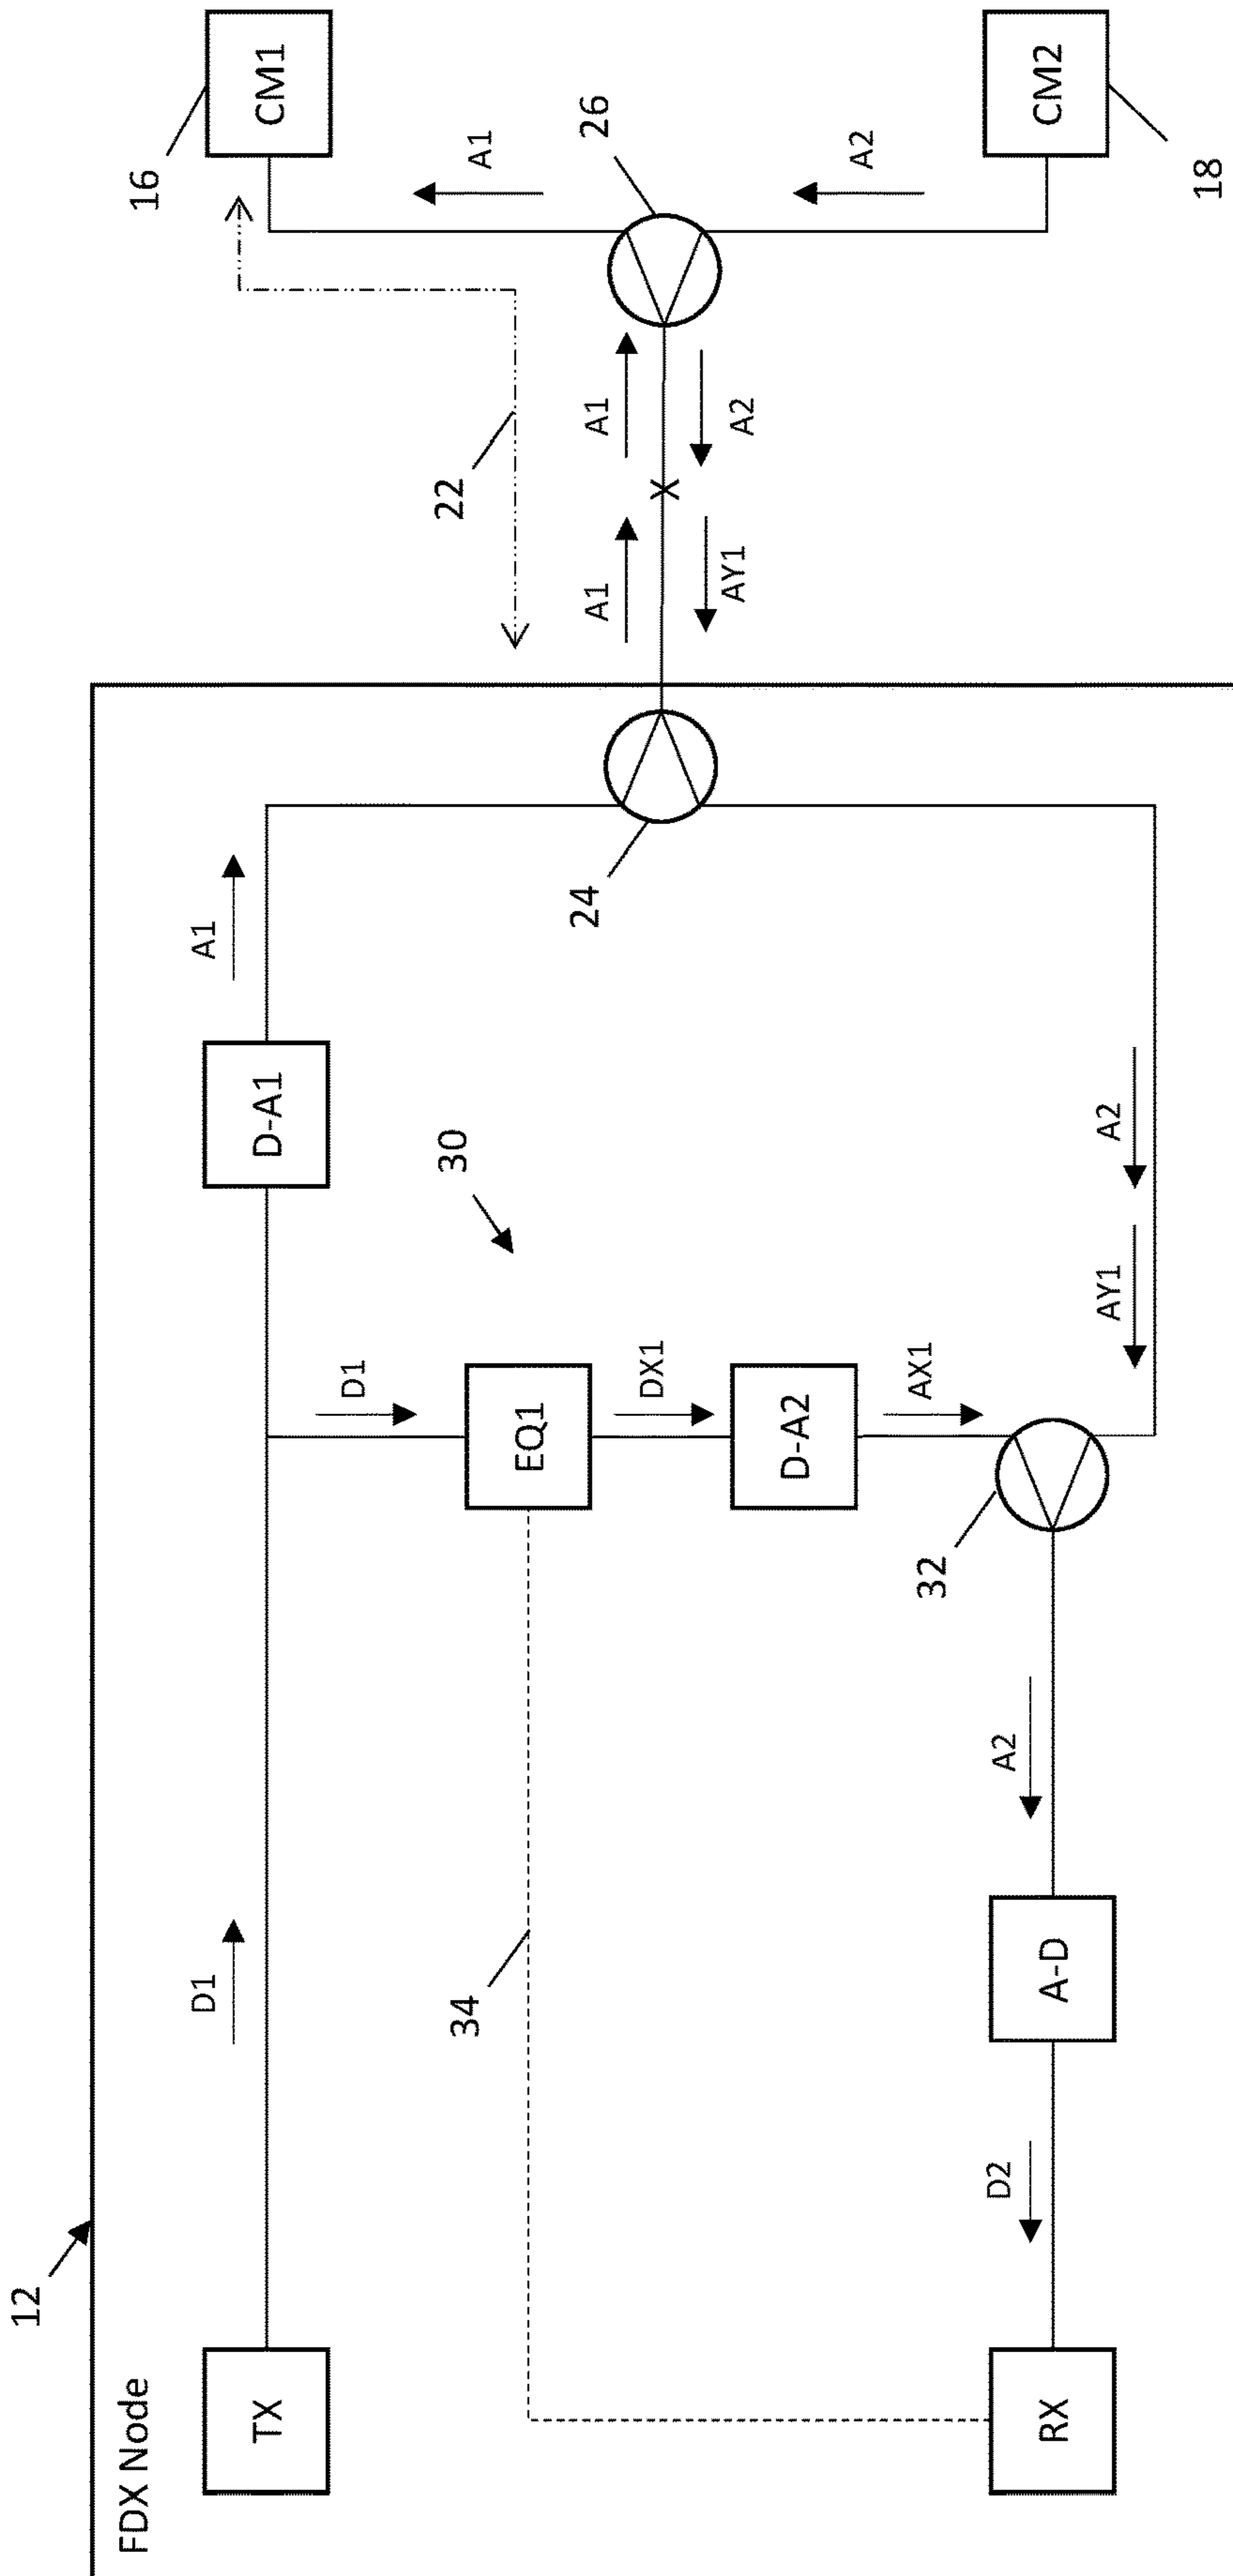 12
FDX Node
16
D1
A1
TX
D-A1
CM1
D1
34
30
22
A1
EQ1
24
A1
A1
26
DX1
X
AY1
A2
D-A2
A2
AX1
32
D2
A2
RX
A-D
AY1
A2
CM2
18